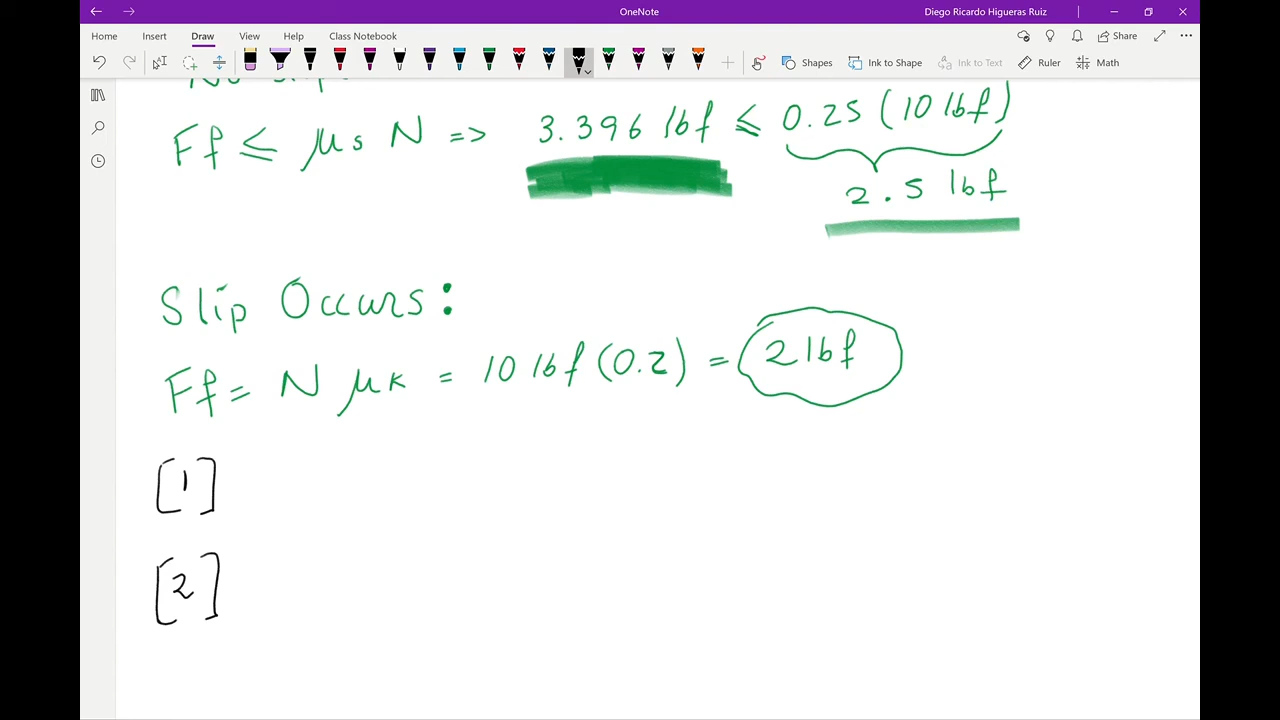 OneNote
Diego Ricardo Higueras Ruiz
Home Insert Draw View Help Class Notebook
Share
Shapes Ink to Shape Ink to Text Ruler Math
No slip
Ff ≤ μs N => 3.396 lbf ≤ 0.25 (10 lbf)
2.5 lbf
Slip Occurs:
Ff = N μk = 10 lbf (0.2) = 2 lbf
[1]
[2]